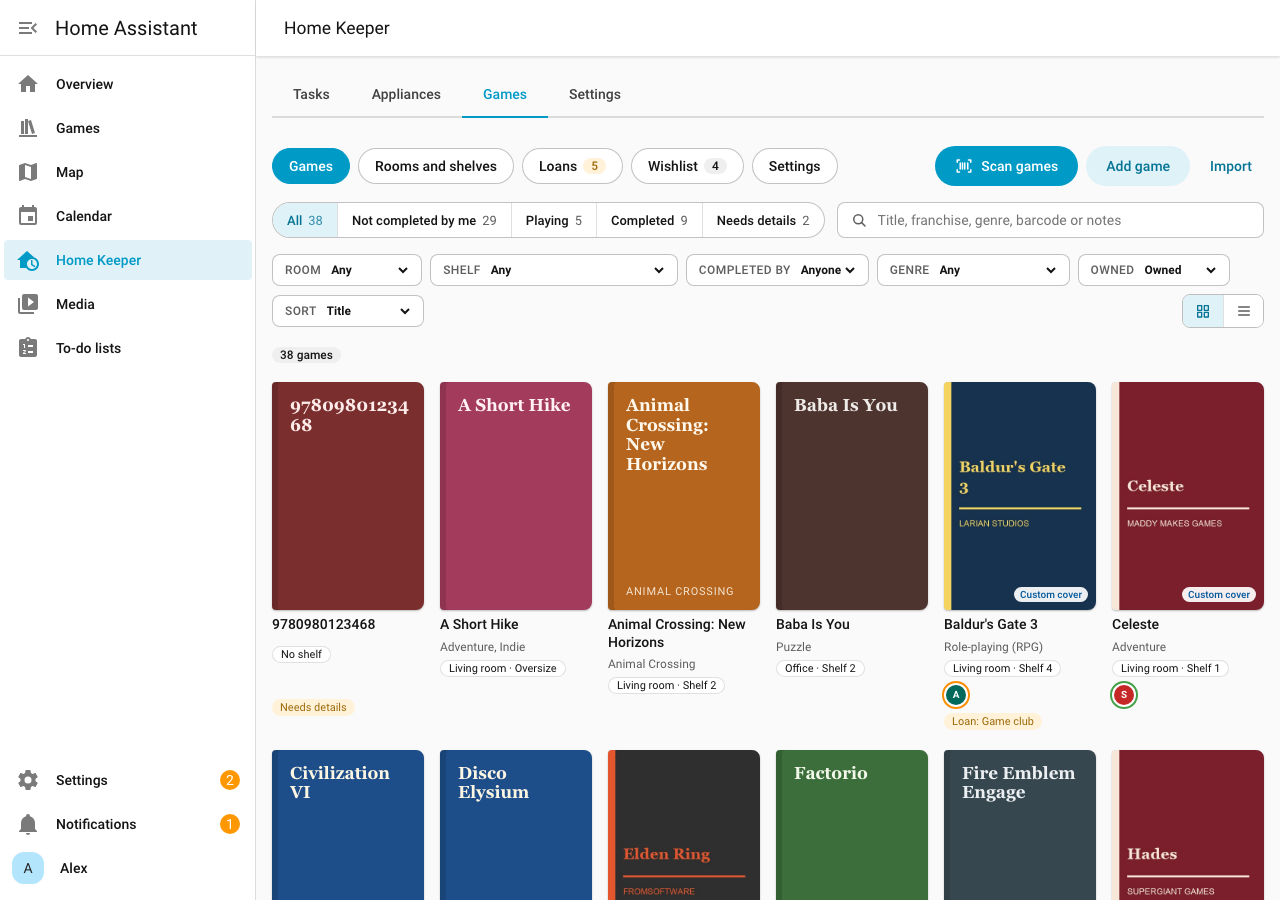 Home Assistant
Home Keeper
Overview
Games
Map
Calendar
Home Keeper
Media
To-do lists
Settings 2
Notifications 1
A Alex
Tasks Appliances Games Settings
Games Rooms and shelves Loans 5 Wishlist 4 Settings Scan games Add game Import
All 38 Not completed by me 29 Playing 5 Completed 9 Needs details 2 Title, franchise, genre, barcode or notes
ROOM Any SHELF Any COMPLETED BY Anyone GENRE Any OWNED Owned
SORT Title
38 games
97809801234
68
9780980123468
No shelf
Needs details
A Short Hike
A Short Hike
Adventure, Indie
Living room · Oversize
Animal
Crossing:
New
Horizons
ANIMAL CROSSING
Animal Crossing: New
Horizons
Animal Crossing
Living room · Shelf 2
Baba Is You
Baba Is You
Puzzle
Office · Shelf 2
Baldur's Gate
3
LARIAN STUDIOS
Custom cover
Baldur's Gate 3
Role-playing (RPG)
Living room · Shelf 4
A
Loan: Game club
Celeste
MADDY MAKES GAMES
Custom cover
Celeste
Adventure
Living room · Shelf 1
S
Civilization
VI
Disco
Elysium
Elden Ring
FROMSOFTWARE
Factorio
Fire Emblem
Engage
Hades
SUPERGIANT GAMES